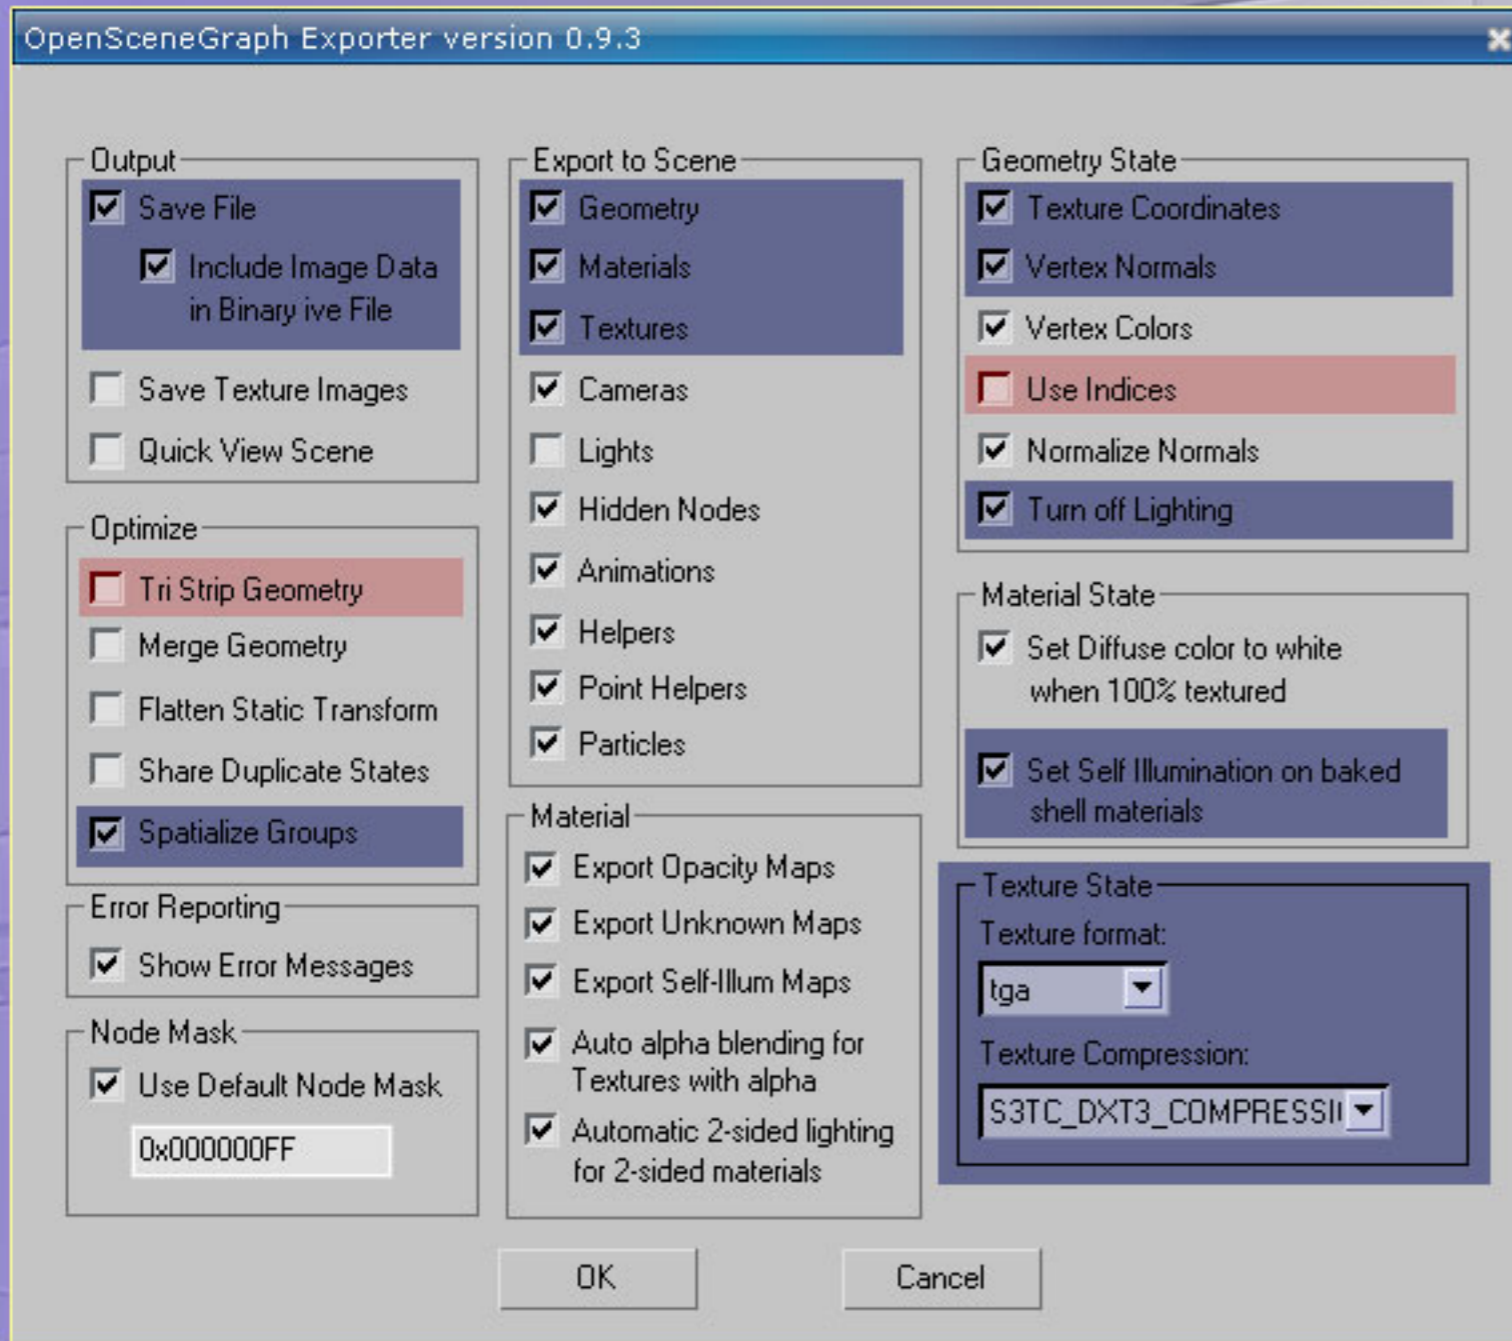 OpenSceneGraph Exporter version 0.9.3
Output
Save File
Include Image Data
in Binary ive File
Save Texture Images
Quick View Scene
Optimize
Tri Strip Geometry
Merge Geometry
Flatten Static Transform
Share Duplicate States
Spatialize Groups
Error Reporting
Show Error Messages
Node Mask
Use Default Node Mask
0x000000FF
Export to Scene
Geometry
Materials
Textures
Cameras
Lights
Hidden Nodes
Animations
Helpers
Point Helpers
Particles
Material
Export Opacity Maps
Export Unknown Maps
Export Self-Illum Maps
Auto alpha blending for
Textures with alpha
Automatic 2-sided lighting
for 2-sided materials
Geometry State
Texture Coordinates
Vertex Normals
Vertex Colors
Use Indices
Normalize Normals
Turn off Lighting
Material State
Set Diffuse color to white
when 100% textured
Set Self Illumination on baked
shell materials
Texture State
Texture format:
tga
Texture Compression:
S3TC_DXT3_COMPRESSI
OK
Cancel